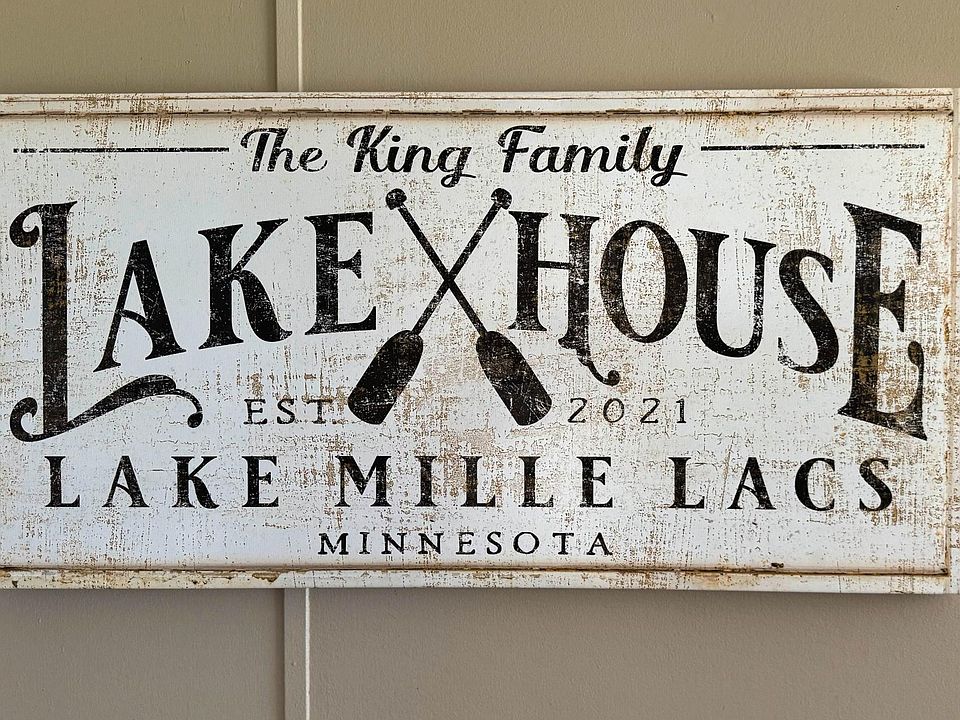 The King Family
LAKE HOUSE
EST. 2021
LAKE MILLE LACS
MINNESOTA